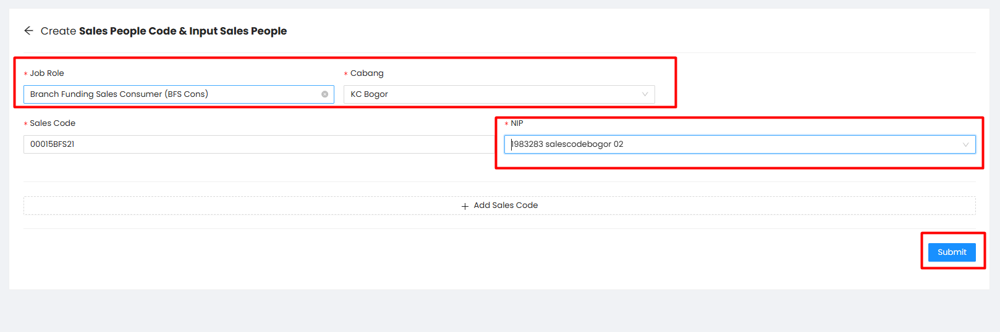 Create Sales People Code & Input Sales People
* Job Role
* Cabang
Branch Funding Sales Consumer (BFS Cons)
KC Bogor
* Sales Code
* NIP
00015BFS21
1983283 salescodebogor 02
+ Add Sales Code
Submit